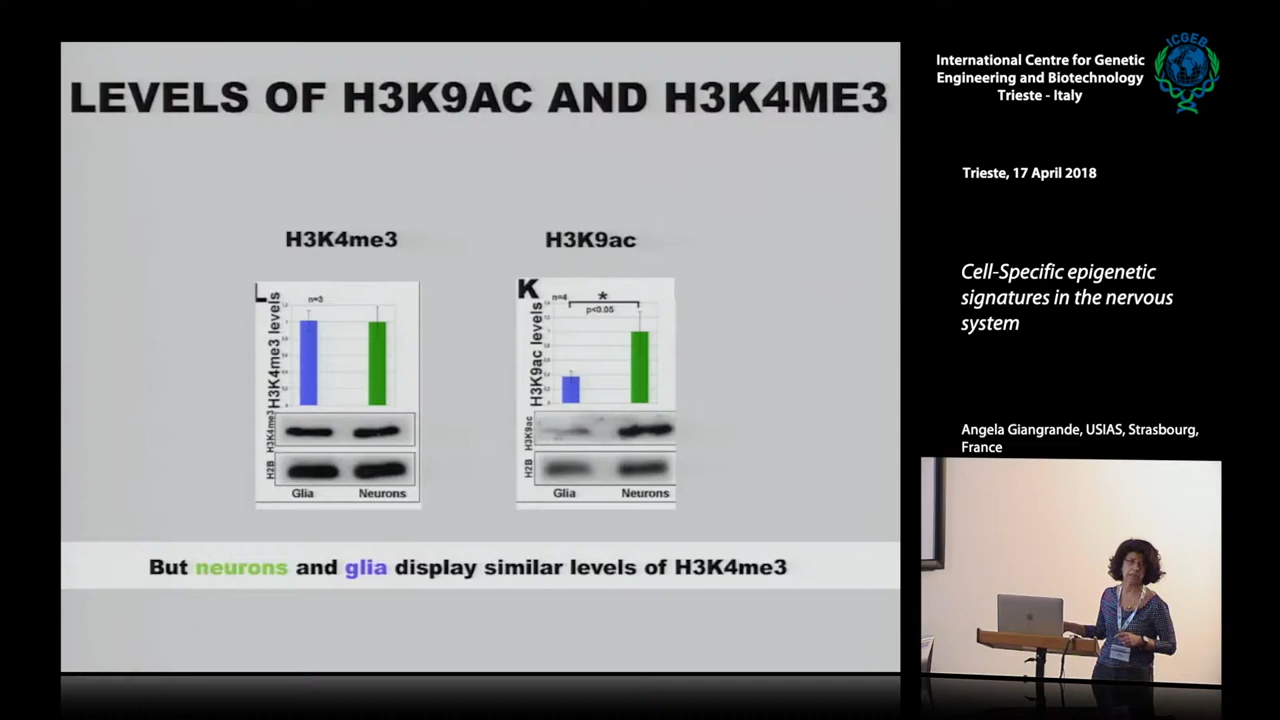 LEVELS OF H3K9AC AND H3K4ME3
H3K4me3
H3K9ac
L
n=3
H3K4me3 levels
H3K4me3
H2B
Glia
Neurons
K
n=4
*
p<0.05
H3K9ac levels
H3K9ac
H2B
Glia
Neurons
But neurons and glia display similar levels of H3K4me3
International Centre for Genetic
Engineering and Biotechnology
Trieste - Italy
ICGEB
Trieste, 17 April 2018
Cell-Specific epigenetic
signatures in the nervous
system
Angela Giangrande, USIAS, Strasbourg,
France